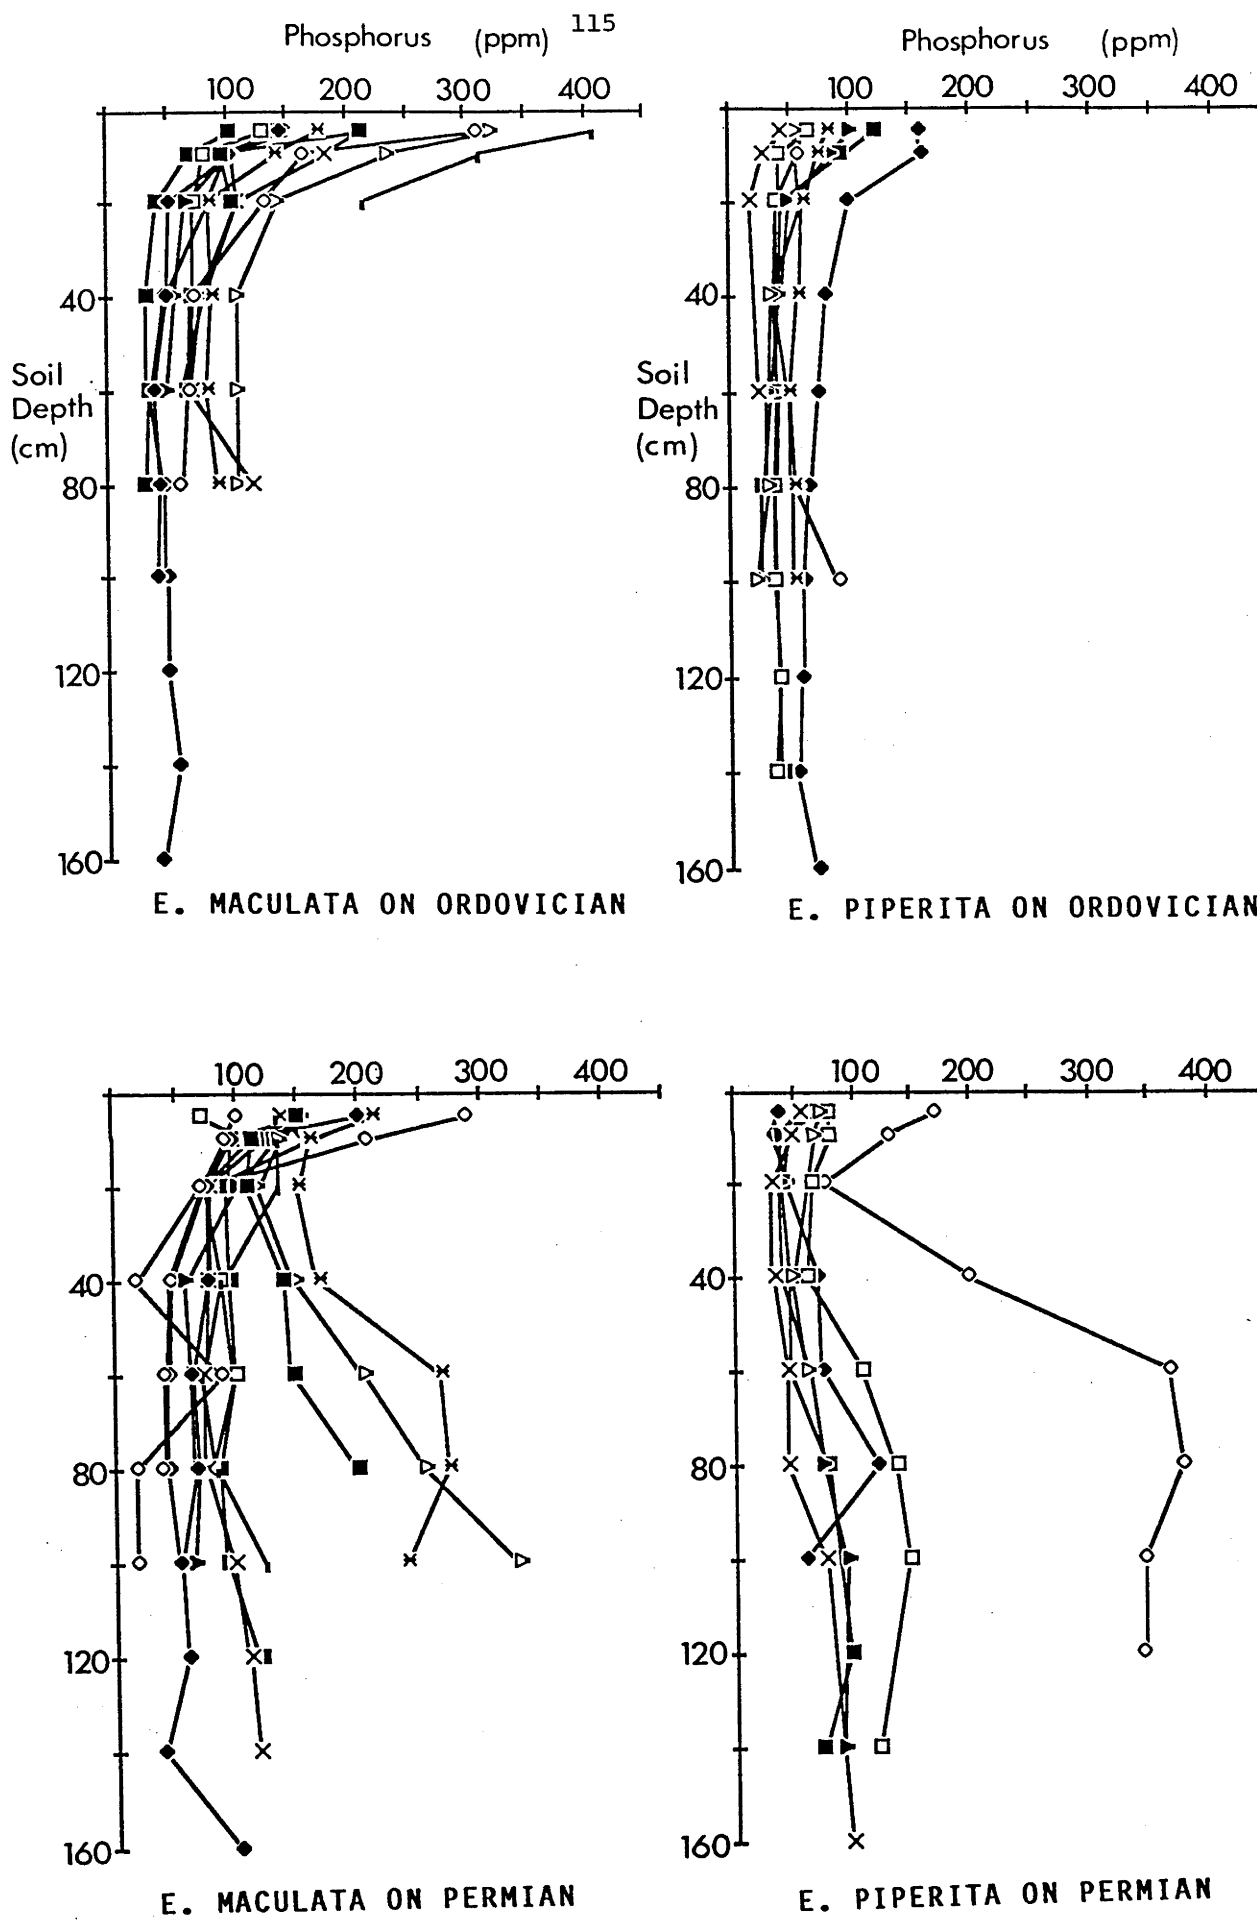 115
Phosphorus (ppm)
100 200 300 400
40
Soil
Depth
(cm)
80
120
160
E. MACULATA ON ORDOVICIAN
Phosphorus (ppm)
100 200 300 400
40
Soil
Depth
(cm)
80
120
160
E. PIPERITA ON ORDOVICIAN
100 200 300 400
40
80
120
160
E. MACULATA ON PERMIAN
100 200 300 400
40
80
120
160
E. PIPERITA ON PERMIAN